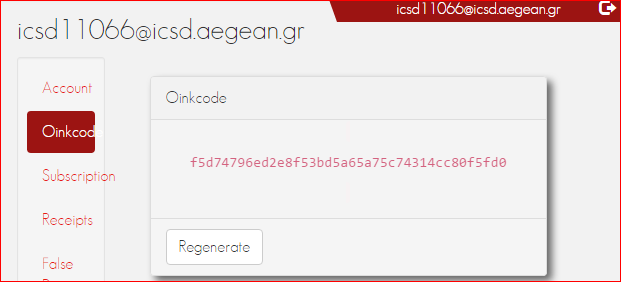 icsd11066@icsd.aegean.gr
icsd11066@icsd.aegean.gr
Account
Oinkcode
Subscription
Receipts
False
Oinkcode
f5d74796ed2e8f53bd5a65a75c74314cc80f5fd0
Regenerate